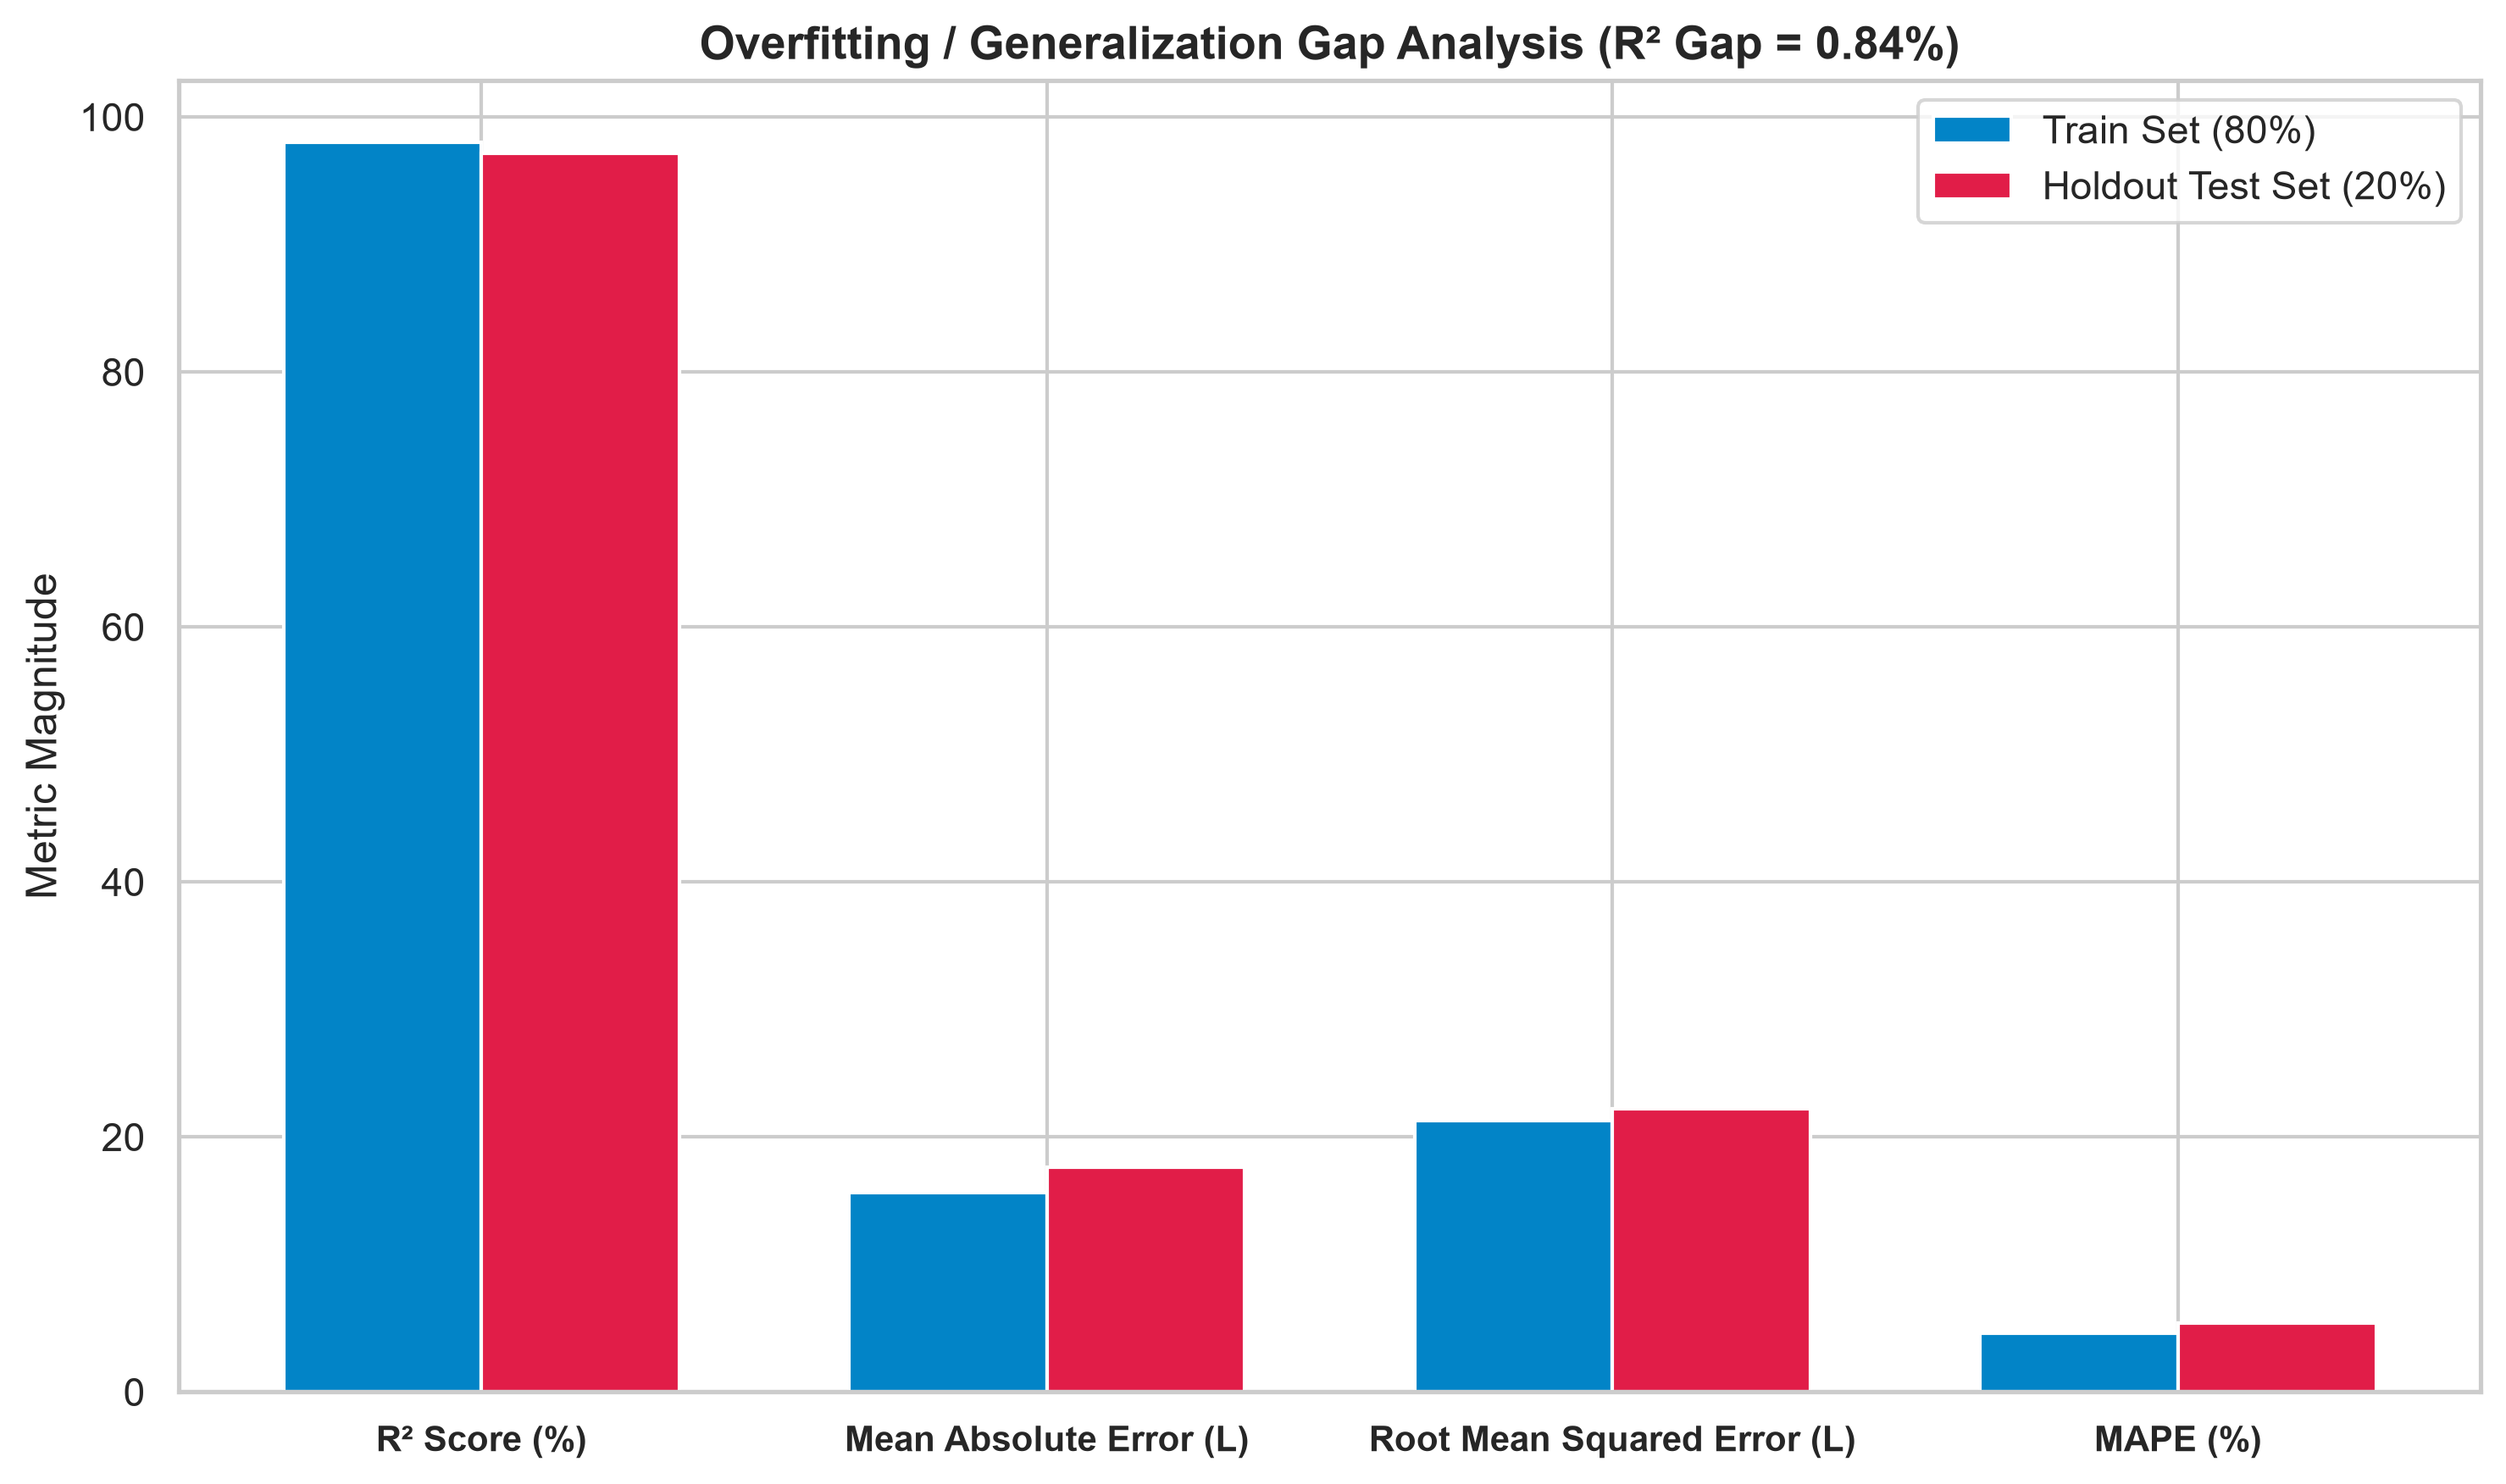 Overfitting / Generalization Gap Analysis (R² Gap = 0.84%)
Train Set (80%)
Holdout Test Set (20%)
Metric Magnitude
100
80
60
40
20
0
R² Score (%)
Mean Absolute Error (L)
Root Mean Squared Error (L)
MAPE (%)